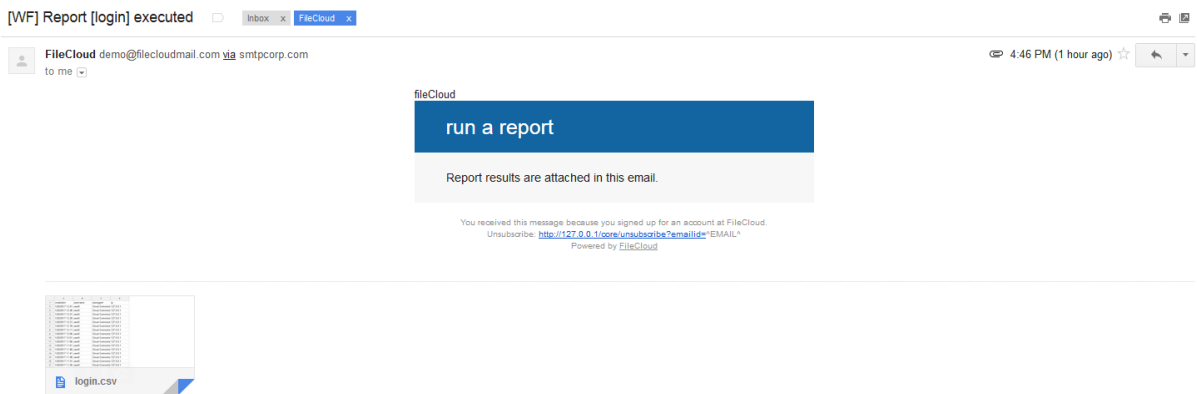 [WF] Report [login] executed Inbox x FileCloud x
FileCloud demo@filecloudmail.com via smtpcorp.com 4:46 PM (1 hour ago)
to me
fileCloud
run a report
Report results are attached in this email.
You received this message because you signed up for an account at FileCloud.
Unsubscribe: http://127.0.0.1/core/unsubscribe?emailid=^EMAIL^
Powered by FileCloud
login.csv